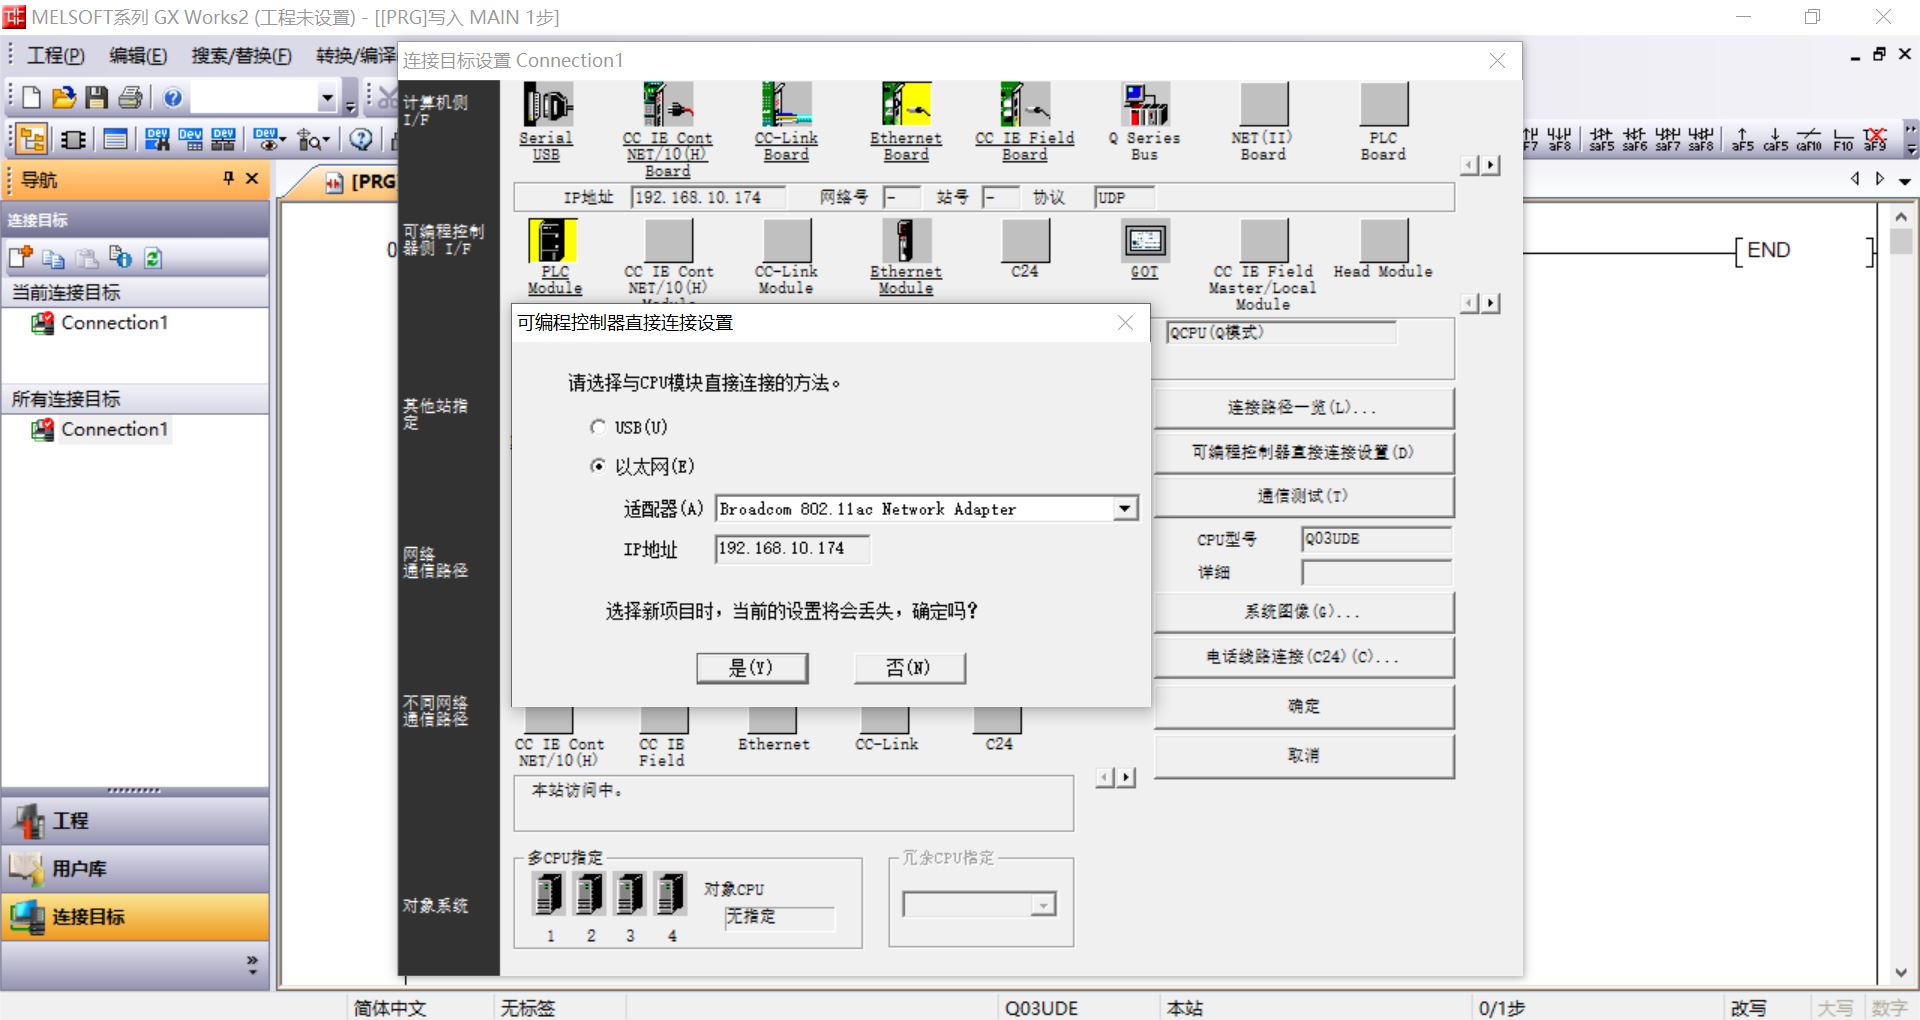 MELSOFT系列 GX Works2 (工程未设置) - [[PRG]写入 MAIN 1步]
工程(P) 编辑(E) 搜索/替换(F) 转换/编译
连接目标设置 Connection1
导航
[PRG
连接目标
当前连接目标
Connection1
所有连接目标
Connection1
工程
用户库
连接目标
计算机侧
I/F
Serial
USB
CC IE Cont
NET/10(H)
Board
CC-Link
Board
Ethernet
Board
CC IE Field
Board
Q Series
Bus
NET(II)
Board
PLC
Board
IP地址 192.168.10.174 网络号 - 站号 - 协议 UDP
可编程控制
器侧 I/F
PLC
Module
CC IE Cont
NET/10(H)
Module
CC-Link
Module
Ethernet
Module
C24
GOT
CC IE Field
Master/Local
Module
Head Module
QCPU(Q模式)
可编程控制器直接连接设置
请选择与CPU模块直接连接的方法。
USB(U)
以太网(E)
适配器(A) Broadcom 802.11ac Network Adapter
IP地址 192.168.10.174
选择新项目时，当前的设置将会丢失，确定吗?
是(Y) 否(N)
其他站指
定
网络
通信路径
不同网络
通信路径
对象系统
连接路径一览(L)...
可编程控制器直接连接设置(D)
通信测试(T)
CPU型号 Q03UDE
详细
系统图像(G)...
电话线路连接(C24)(C)...
确定
取消
CC IE Cont
NET/10(H)
CC IE
Field
Ethernet
CC-Link
C24
本站访问中。
多CPU指定
1 2 3 4
对象CPU
无指定
冗余CPU指定
0
END
F7 aF8 saF5 saF6 saF7 saF8 aF5 caF5 caF10 F10 aF9
简体中文 无标签 Q03UDE 本站 0/1步 改写 大写 数字